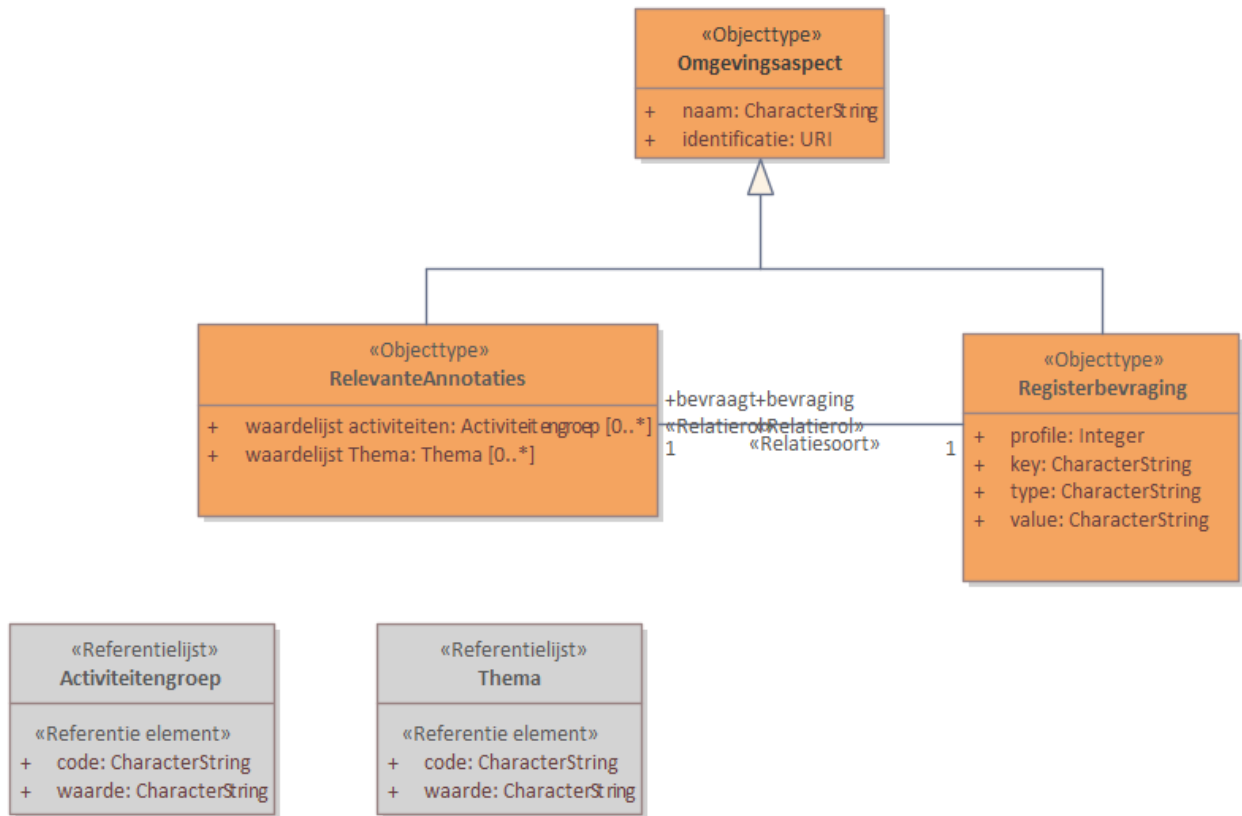 «Objecttype»
Omgevingsaspect
+ naam: CharacterString
+ identificatie: URI
«Objecttype»
RelevanteAnnotaties
+ waardelijst activiteiten: Activiteitengroep [0..*]
+ waardelijst Thema: Thema [0..*]
+bevraagt +bevraging
«Relatierol» «Relatierol»
«Relatiesoort»
1 1
«Objecttype»
Registerbevraging
+ profile: Integer
+ key: CharacterString
+ type: CharacterString
+ value: CharacterString
«Referentielijst»
Activiteitengroep
«Referentie element»
+ code: CharacterString
+ waarde: CharacterString
«Referentielijst»
Thema
«Referentie element»
+ code: CharacterString
+ waarde: CharacterString